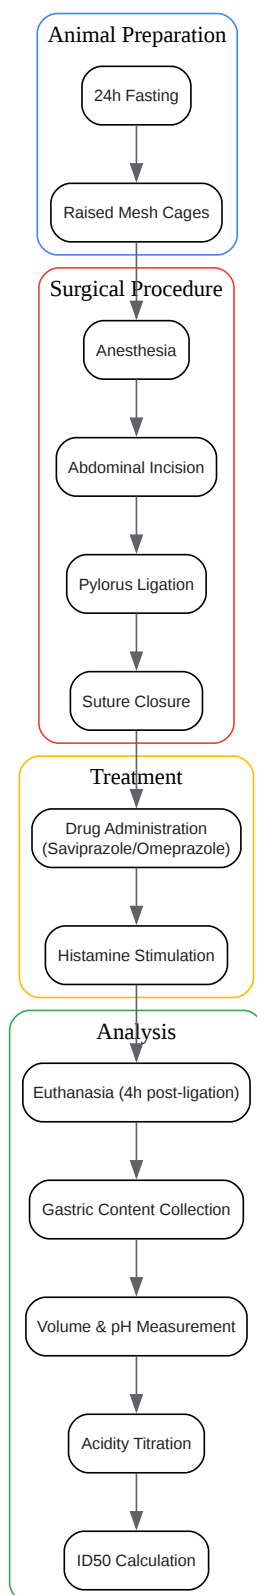 Animal Preparation
24h Fasting
Raised Mesh Cages
Surgical Procedure
Anesthesia
Abdominal Incision
Pylorus Ligation
Suture Closure
Treatment
Drug Administration
(Saviprazole/Omeprazole)
Histamine Stimulation
Analysis
Euthanasia (4h post-ligation)
Gastric Content Collection
Volume & pH Measurement
Acidity Titration
ID50 Calculation